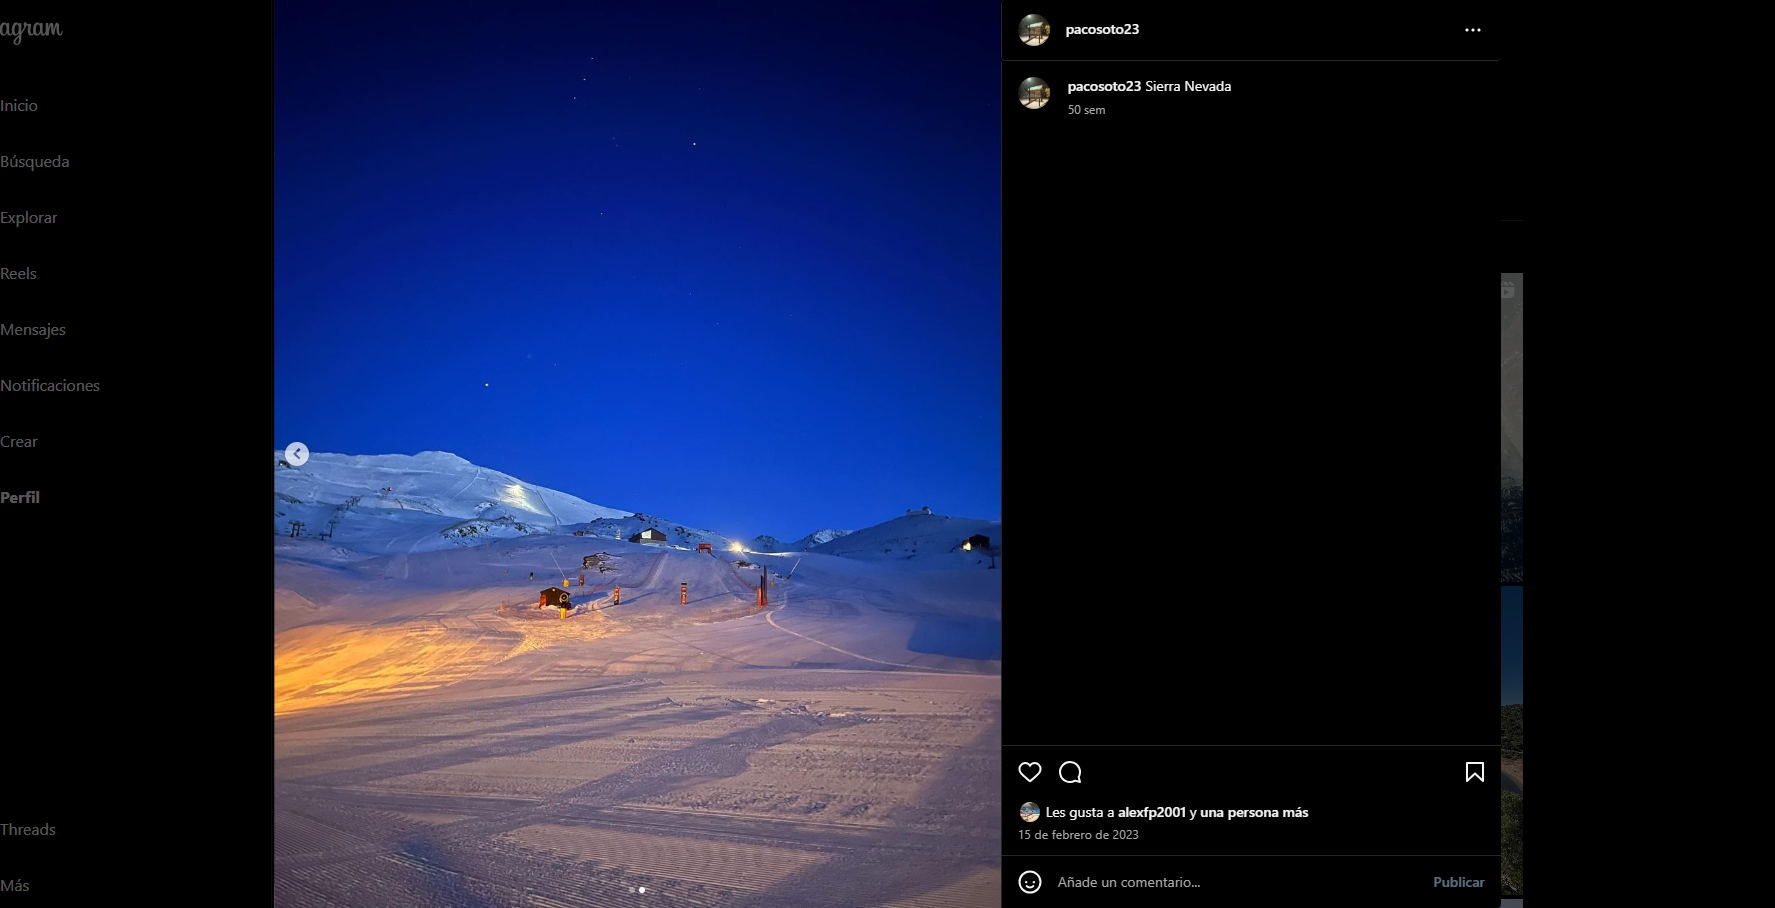 agram
Inicio
Búsqueda
Explorar
Reels
Mensajes
Notificaciones
Crear
Perfil
Threads
Más
pacosoto23
pacosoto23 Sierra Nevada
50 sem
Les gusta a alexfp2001 y una persona más
15 de febrero de 2023
Añade un comentario...
Publicar